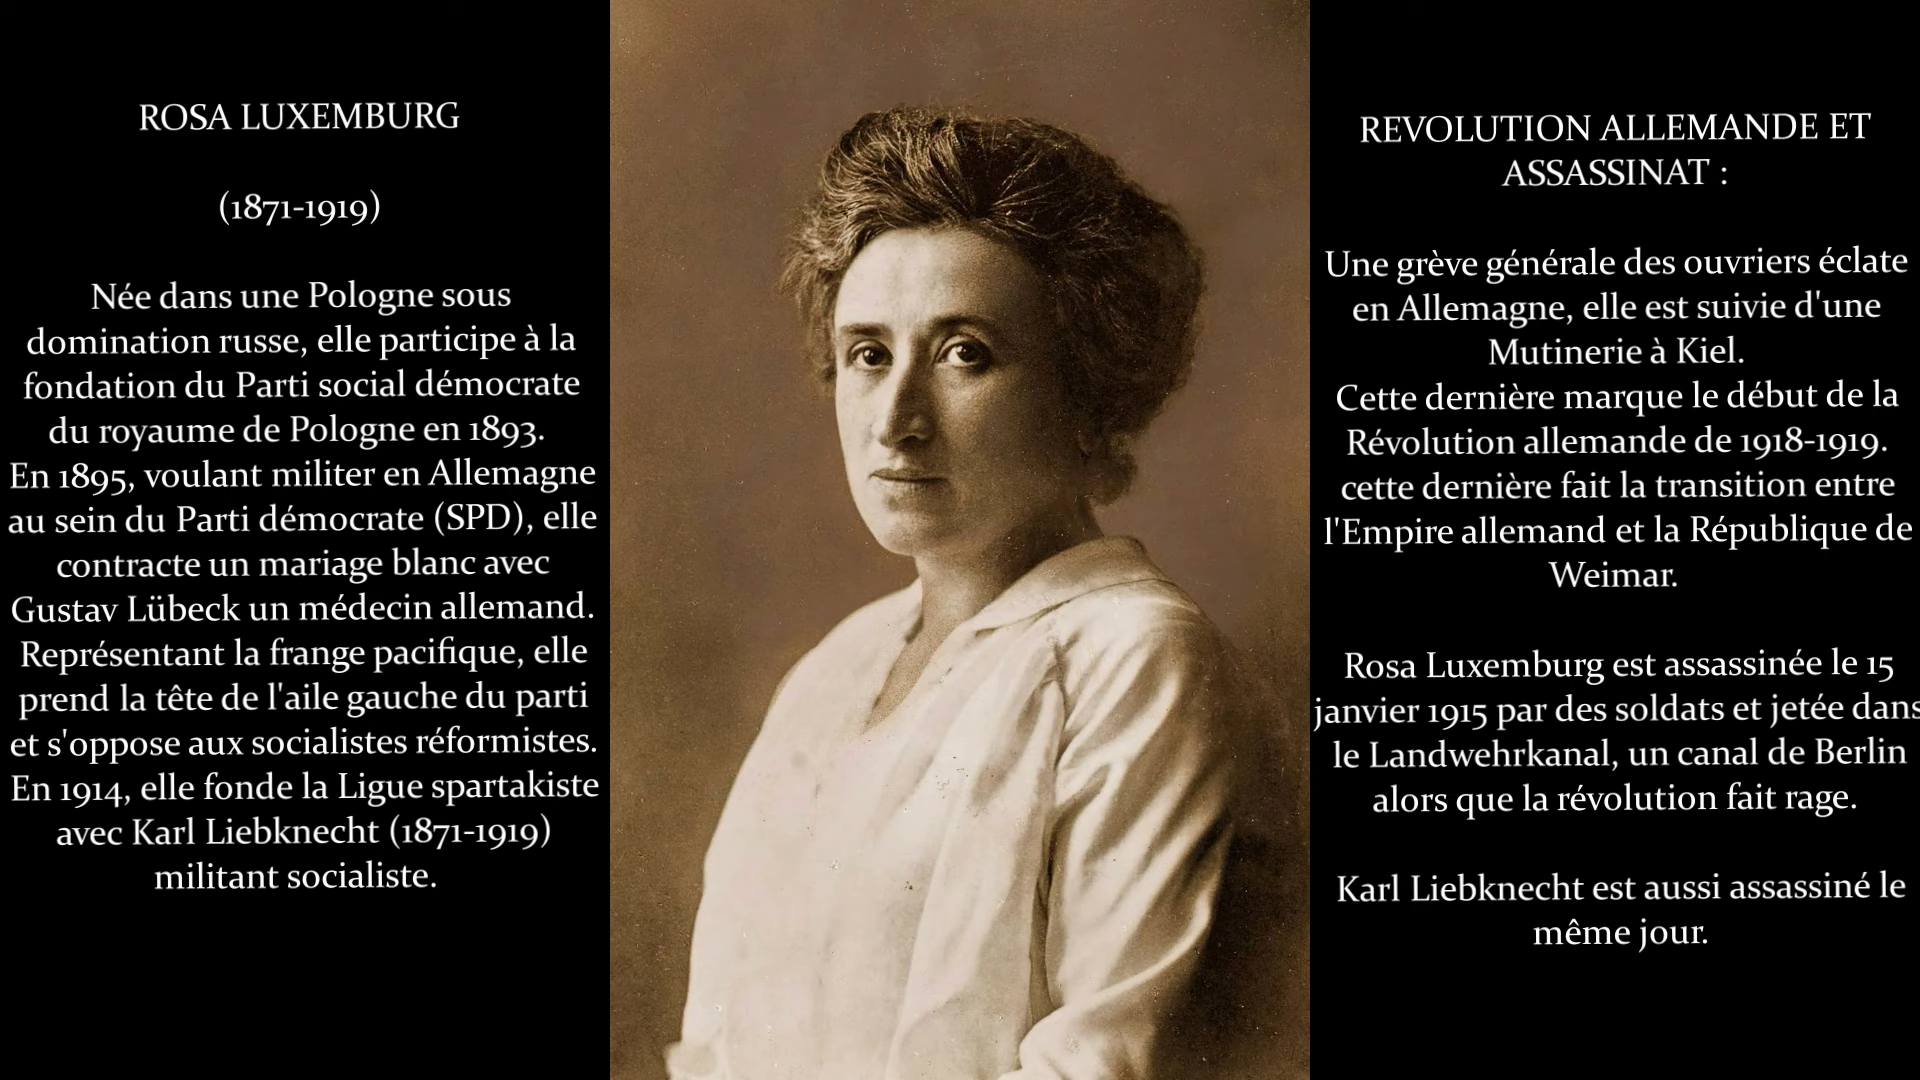 ROSA LUXEMBURG
(1871-1919)
Née dans une Pologne sous
domination russe, elle participe à la
fondation du Parti social démocrate
du royaume de Pologne en 1893.
En 1895, voulant militer en Allemagne
au sein du Parti démocrate (SPD), elle
contracte un mariage blanc avec
Gustav Lübeck un médecin allemand.
Représentant la frange pacifique, elle
prend la tête de l'aile gauche du parti
et s'oppose aux socialistes réformistes.
En 1914, elle fonde la Ligue spartakiste
avec Karl Liebknecht (1871-1919)
militant socialiste.
REVOLUTION ALLEMANDE ET
ASSASSINAT :
Une grève générale des ouvriers éclate
en Allemagne, elle est suivie d'une
Mutinerie à Kiel.
Cette dernière marque le début de la
Révolution allemande de 1918-1919.
cette dernière fait la transition entre
l'Empire allemand et la République de
Weimar.
Rosa Luxemburg est assassinée le 15
janvier 1915 par des soldats et jetée dans
le Landwehrkanal, un canal de Berlin
alors que la révolution fait rage.
Karl Liebknecht est aussi assassiné le
même jour.